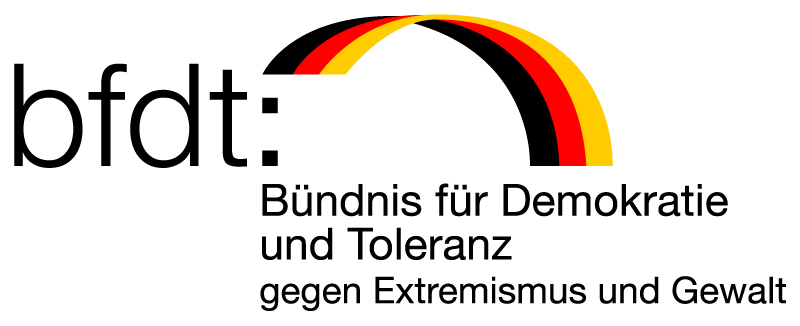 bfdt:
Bündnis für Demokratie
und Toleranz
gegen Extremismus und Gewalt